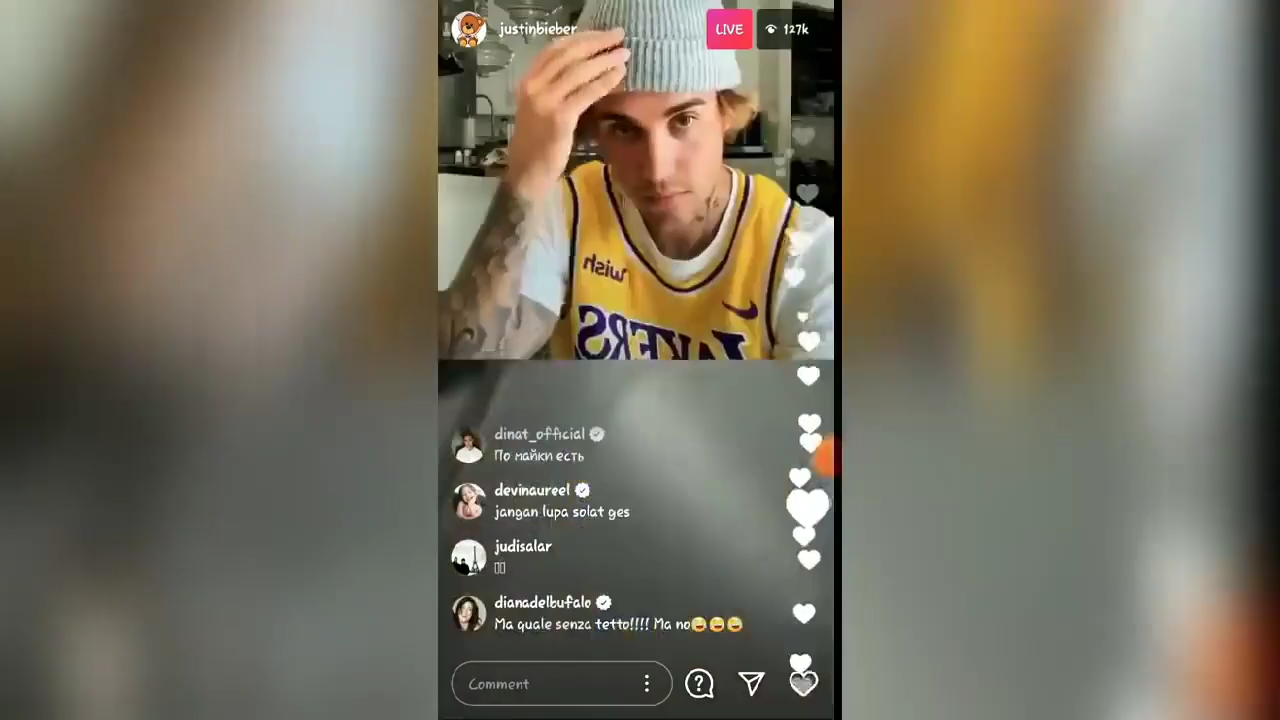 justinbieber
LIVE
127k
wish
LAKERS
dinat_official
По майки есть
devinaureel
jangan lupa solat ges
judisalar
dianadelbufalo
Ma quale senza tetto!!!! Ma no😂😂😂
Comment